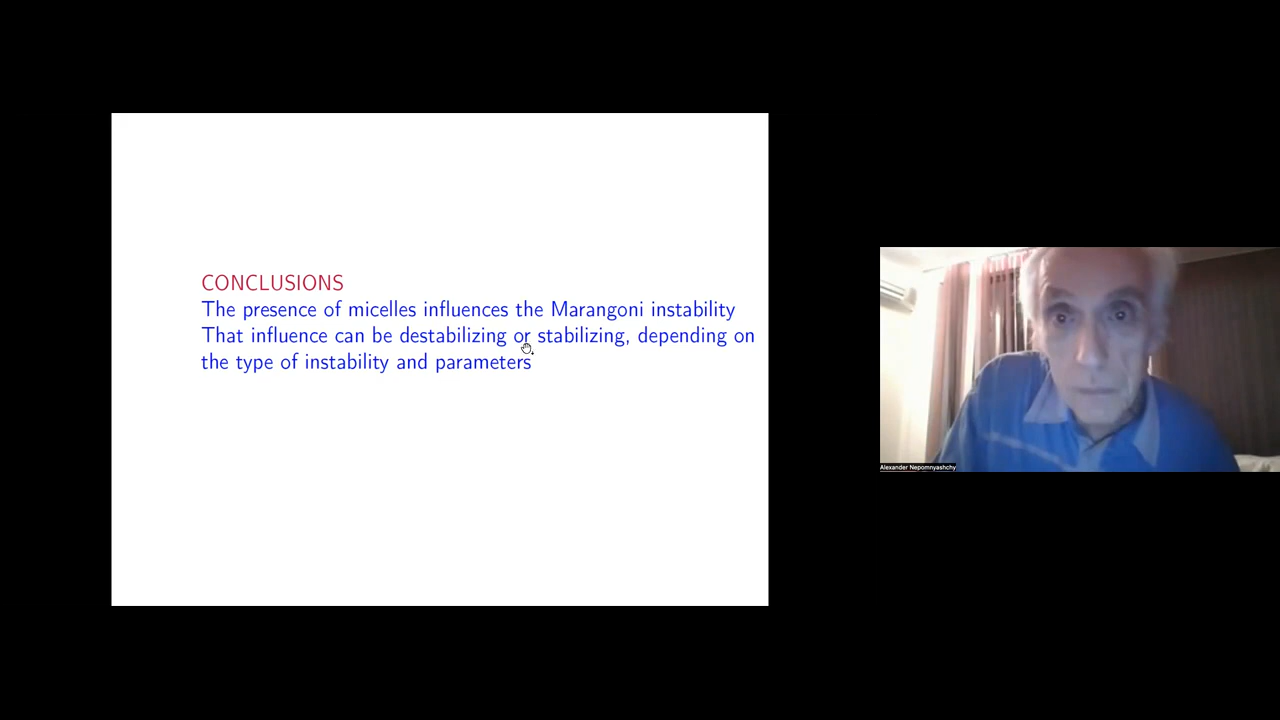 CONCLUSIONS
The presence of micelles influences the Marangoni instability
That influence can be destabilizing or stabilizing, depending on
the type of instability and parameters
Alexander Nepomnyashchy